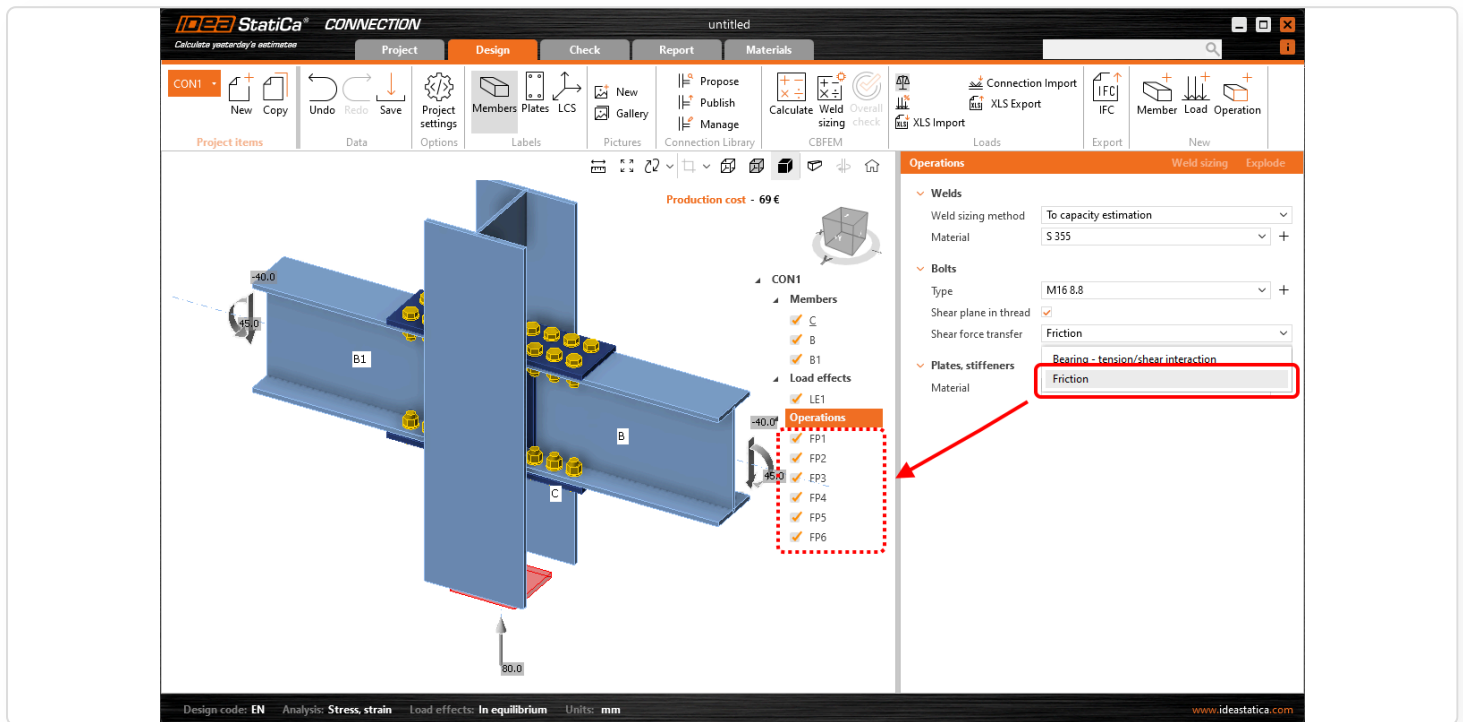 IDEA StatiCa® CONNECTION
untitled
Calculate yesterday's estimates
Project Design Check Report Materials
i
CON1
New Copy
Undo Redo Save
Project settings
Members Plates LCS
New
Gallery
Propose
Publish
Manage
Calculate Weld sizing Overall check
XLS Import
Connection Import
XLS Export
IFC
IFC
Member Load Operation
Project items Data Options Labels Pictures Connection Library CBFEM Loads Export New
Production cost - 69 €
-40.0
45.0
B1
B
C
-40.0
45.0
80.0
CON1
Members
C
B
B1
Load effects
LE1
Operations
FP1
FP2
FP3
FP4
FP5
FP6
Operations Weld sizing Explode
Welds
Weld sizing method To capacity estimation
Material S 355
Bolts
Type M16 8.8
Shear plane in thread
Shear force transfer Friction
Bearing - tension/shear interaction
Plates, stiffeners
Friction
Material
Design code: EN Analysis: Stress, strain Load effects: In equilibrium Units: mm
www.ideastatica.com